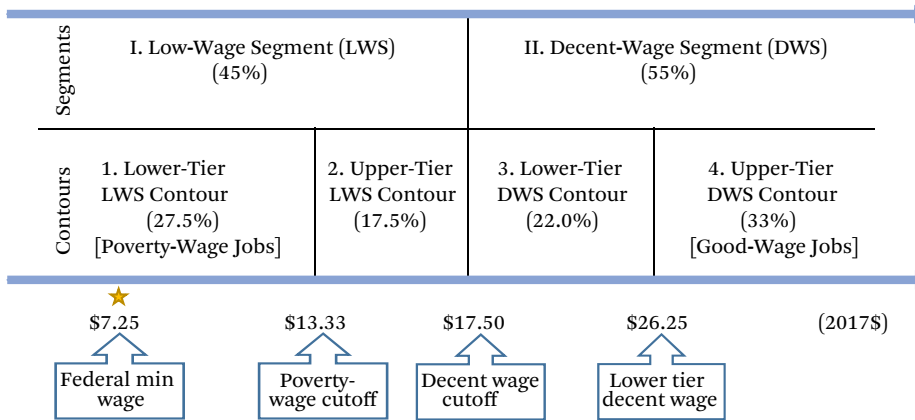 Segments
I. Low-Wage Segment (LWS)
(45%)
II. Decent-Wage Segment (DWS)
(55%)
Contours
1. Lower-Tier
LWS Contour
(27.5%)
[Poverty-Wage Jobs]
2. Upper-Tier
LWS Contour
(17.5%)
3. Lower-Tier
DWS Contour
(22.0%)
4. Upper-Tier
DWS Contour
(33%)
[Good-Wage Jobs]
$7.25
$13.33
$17.50
$26.25
(2017$)
Federal min
wage
Poverty-
wage cutoff
Decent wage
cutoff
Lower tier
decent wage